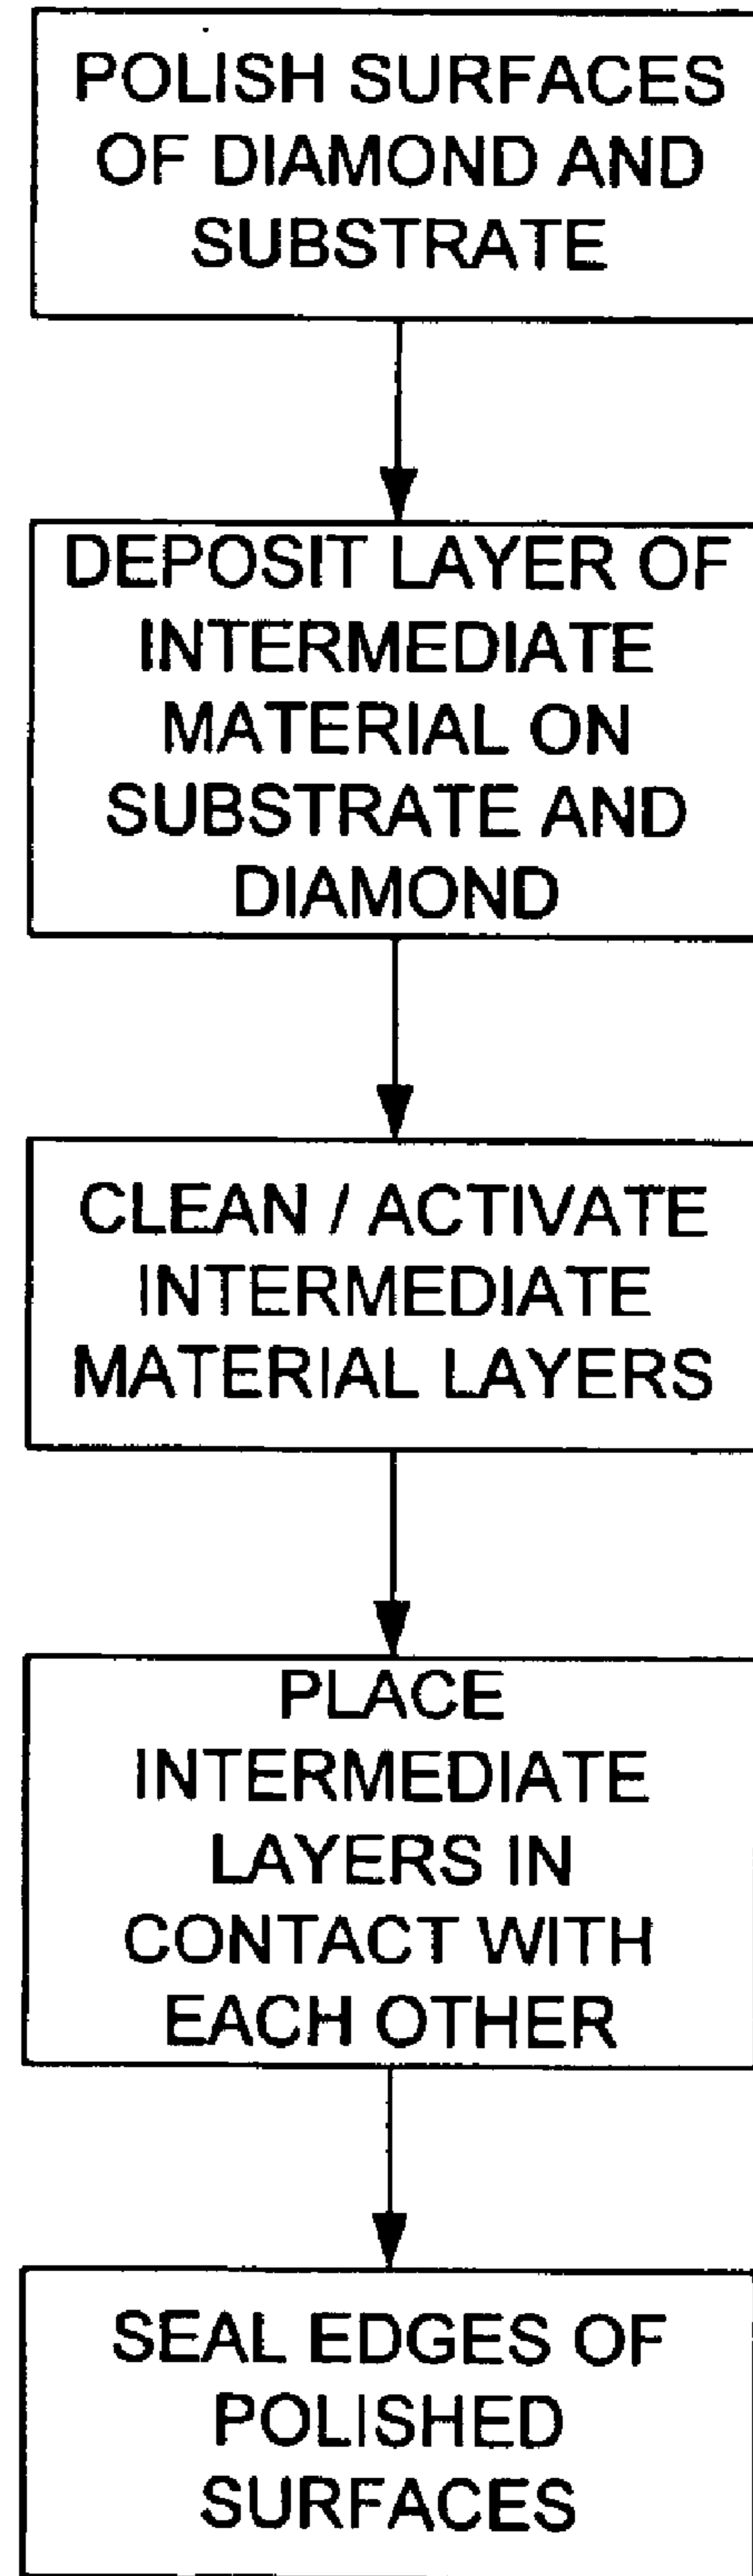 POLISH SURFACES
OF DIAMOND AND
SUBSTRATE
DEPOSIT LAYER OF
INTERMEDIATE
MATERIAL ON
SUBSTRATE AND
DIAMOND
CLEAN / ACTIVATE
INTERMEDIATE
MATERIAL LAYERS
PLACE
INTERMEDIATE
LAYERS IN
CONTACT WITH
EACH OTHER
SEAL EDGES OF
POLISHED
SURFACES